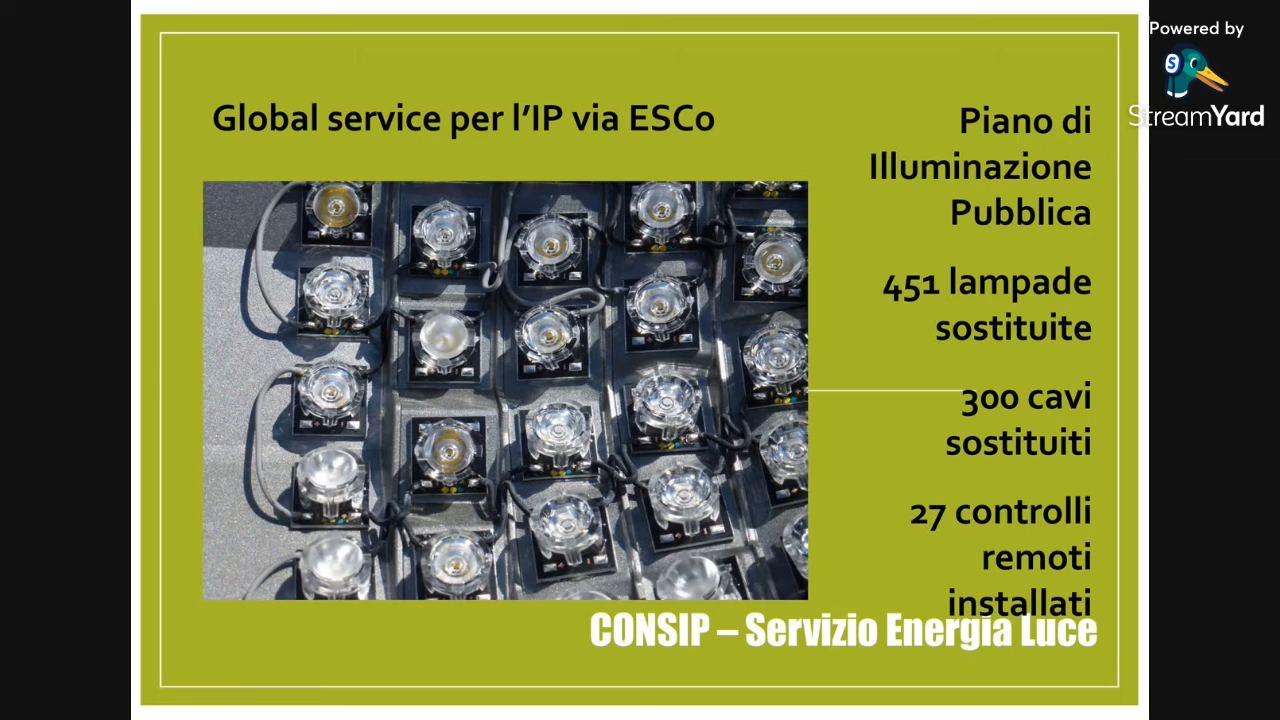 Global service per l’IP via ESCo
Piano di
Illuminazione
Pubblica
451 lampade
sostituite
300 cavi
sostituiti
27 controlli
remoti
installati
CONSIP – Servizio Energia Luce
Powered by
S
StreamYard